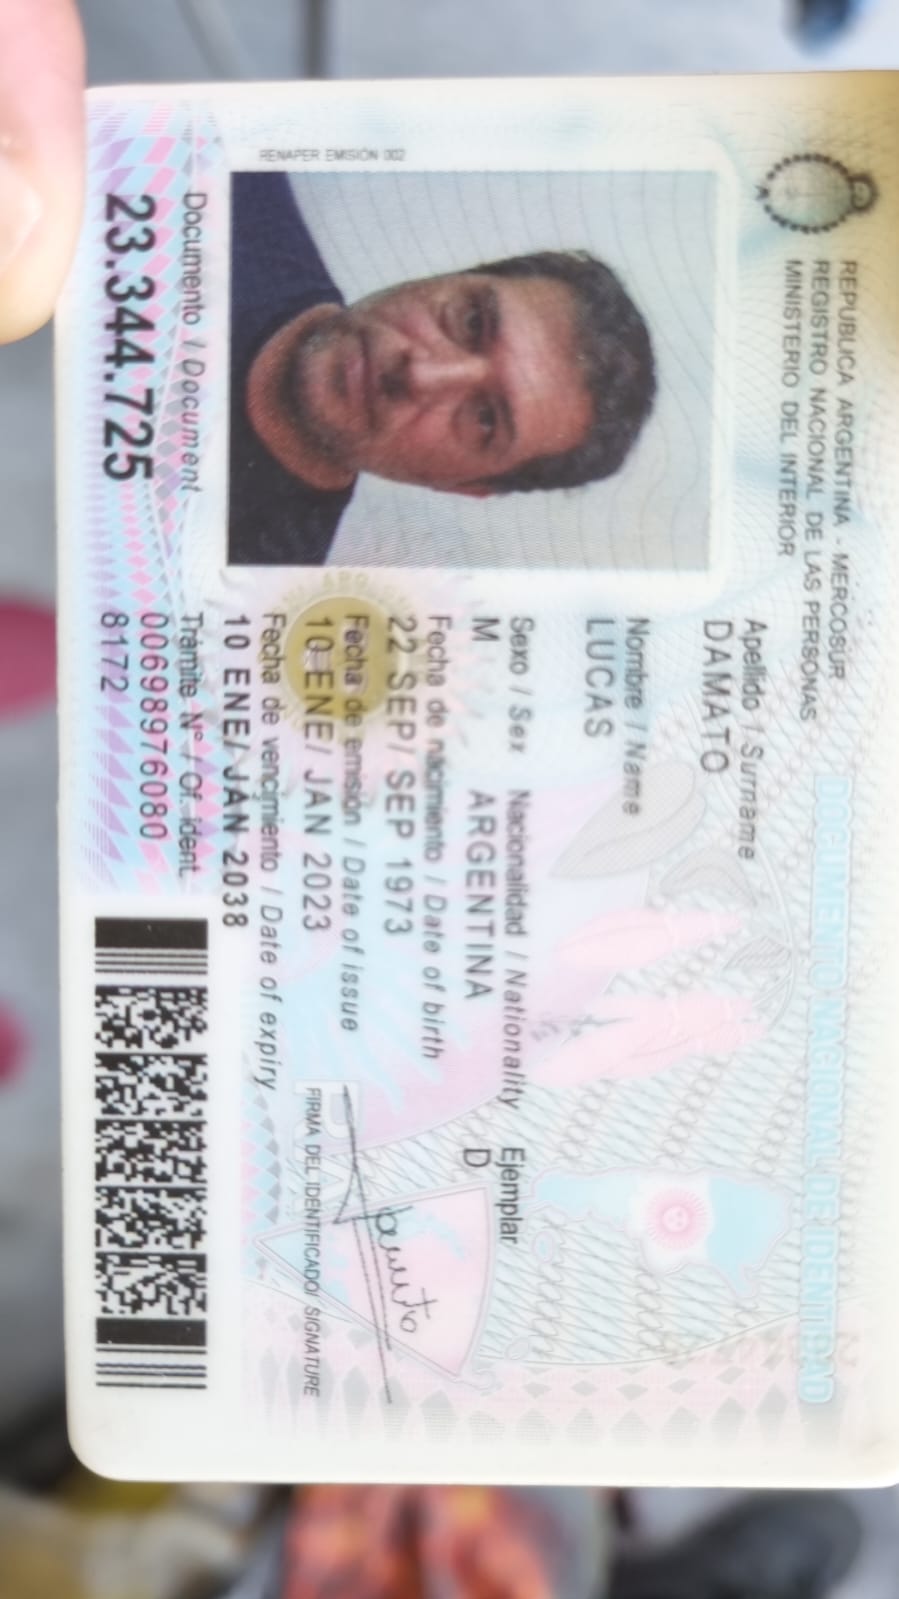 REPUBLICA ARGENTINA - MERCOSUR
REGISTRO NACIONAL DE LAS PERSONAS
MINISTERIO DEL INTERIOR
DOCUMENTO NACIONAL DE IDENTIDAD
RENAPER EMISIÓN 002
Apellido / Surname
DAMATO
Nombre / Name
LUCAS
Sexo / Sex Nacionalidad / Nationality Ejemplar
M ARGENTINA D
Fecha de nacimiento / Date of birth
22 SEP/ SEP 1973
Fecha de emisión / Date of issue
10 ENE/ JAN 2023
Fecha de vencimiento / Date of expiry
10 ENE/ JAN 2038
FIRMA DEL IDENTIFICADO/ SIGNATURE
Documento / Document
23.344.725
Trámite N° / Of. ident.
00698976080
8172